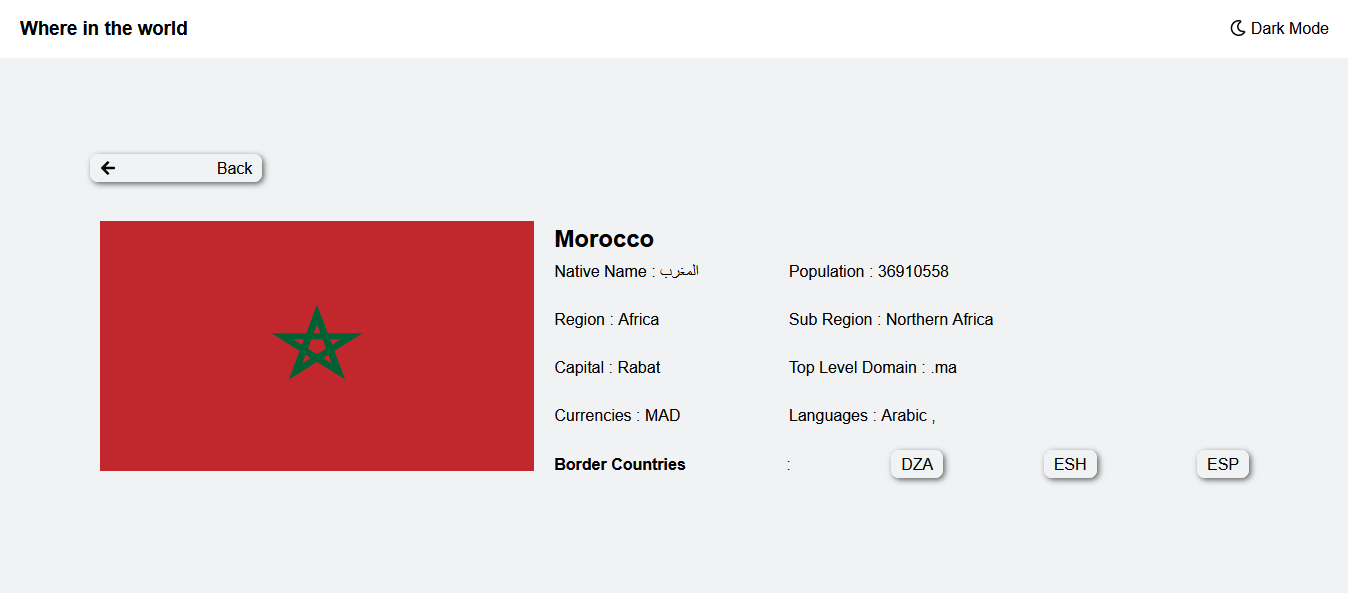 Where in the world
Dark Mode
Back
Morocco
Native Name : المغرب
Population : 36910558
Region : Africa
Sub Region : Northern Africa
Capital : Rabat
Top Level Domain : .ma
Currencies : MAD
Languages : Arabic ,
Border Countries : DZA ESH ESP